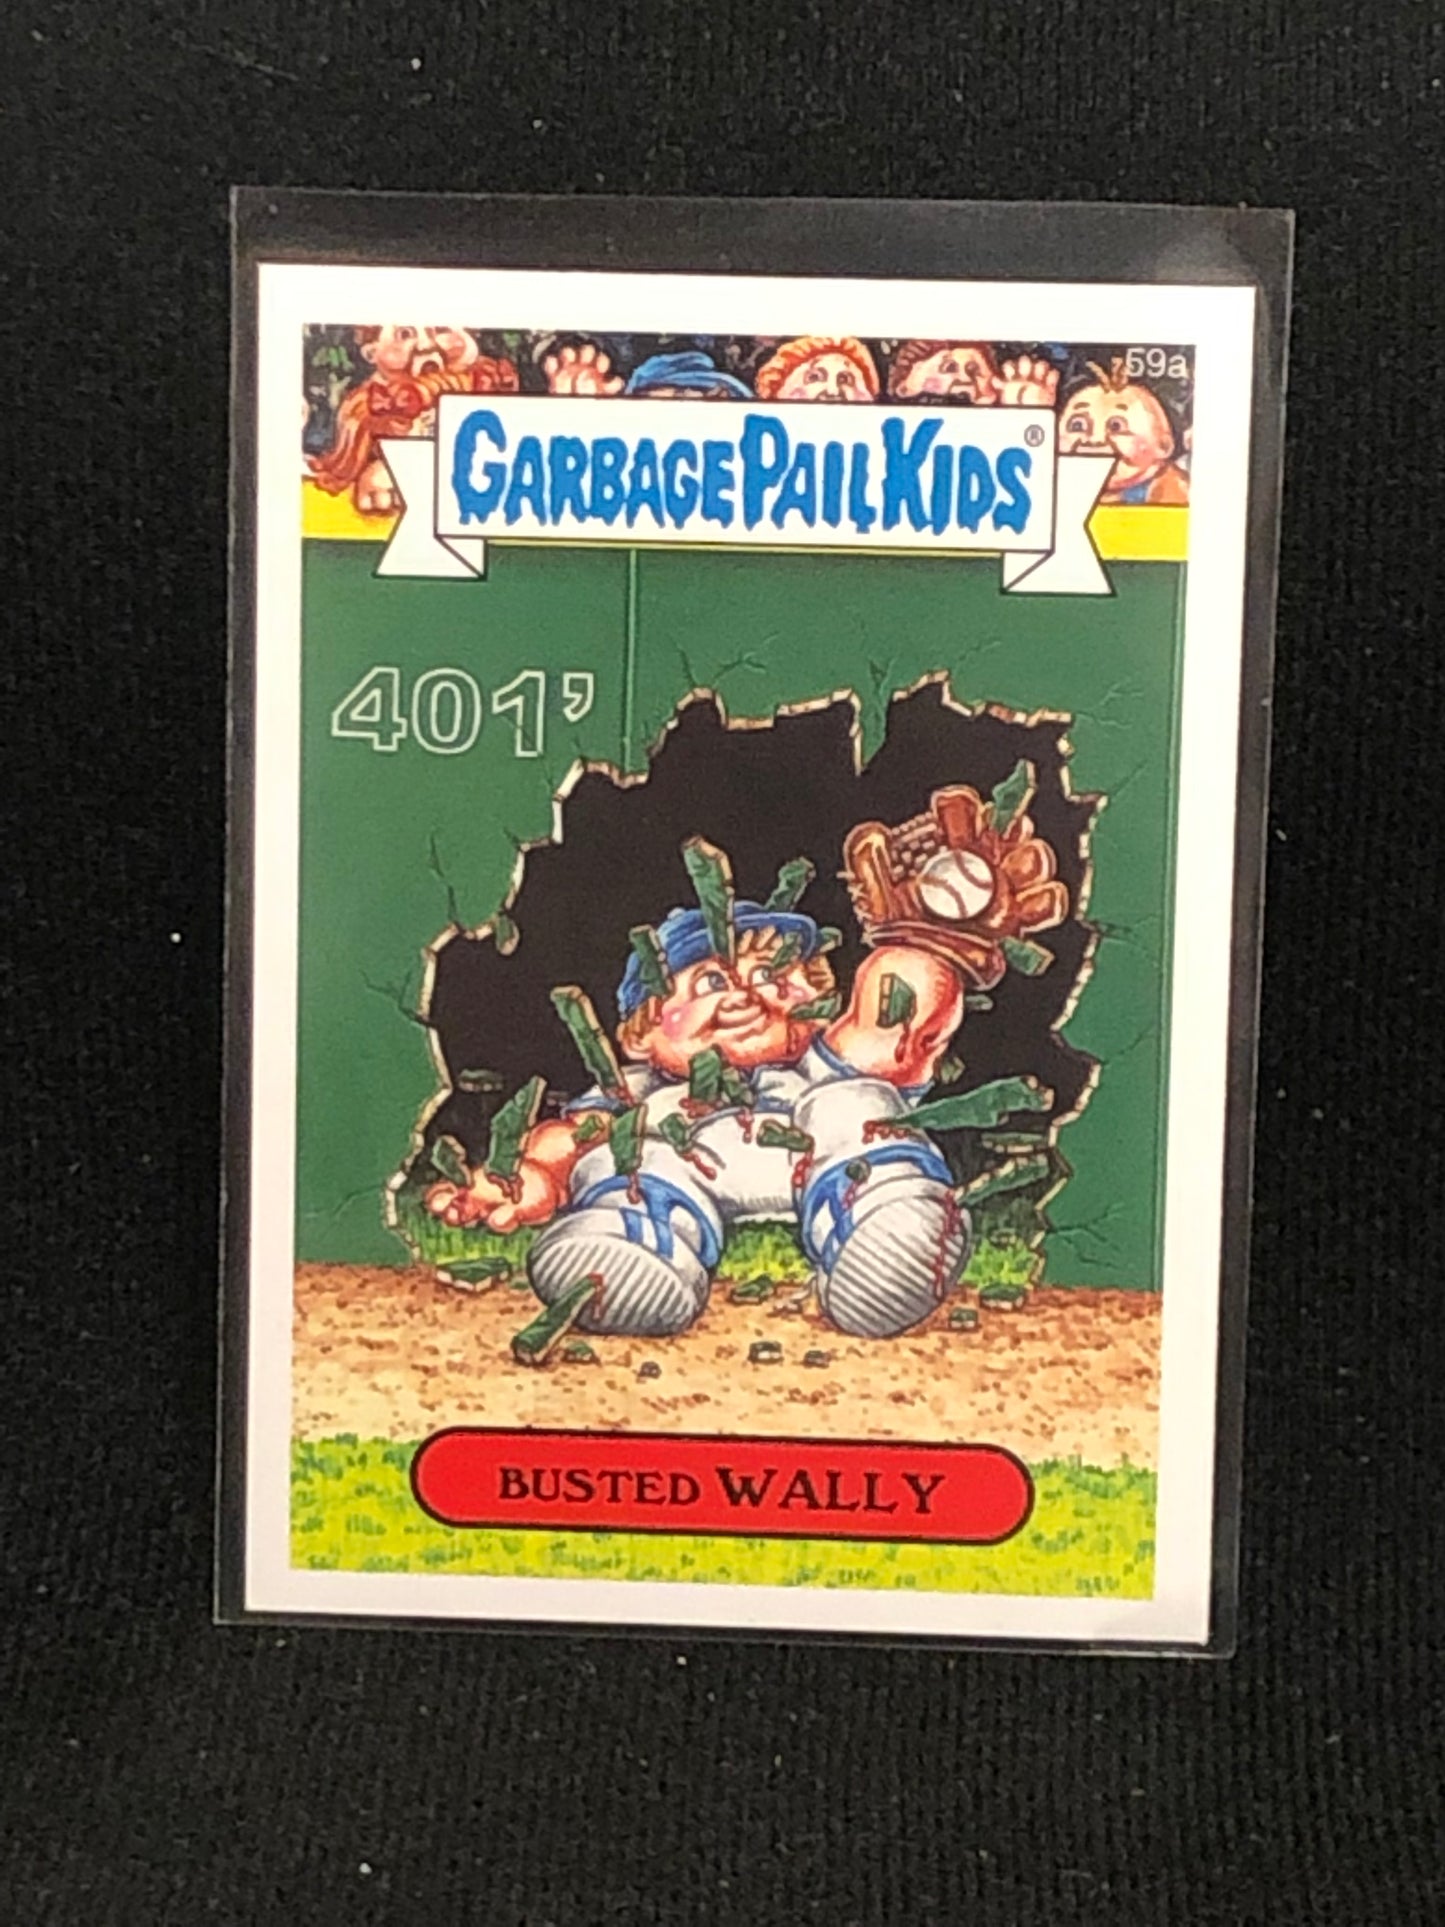 59a
GARBAGE PAIL KIDS®
401’
BUSTED WALLY